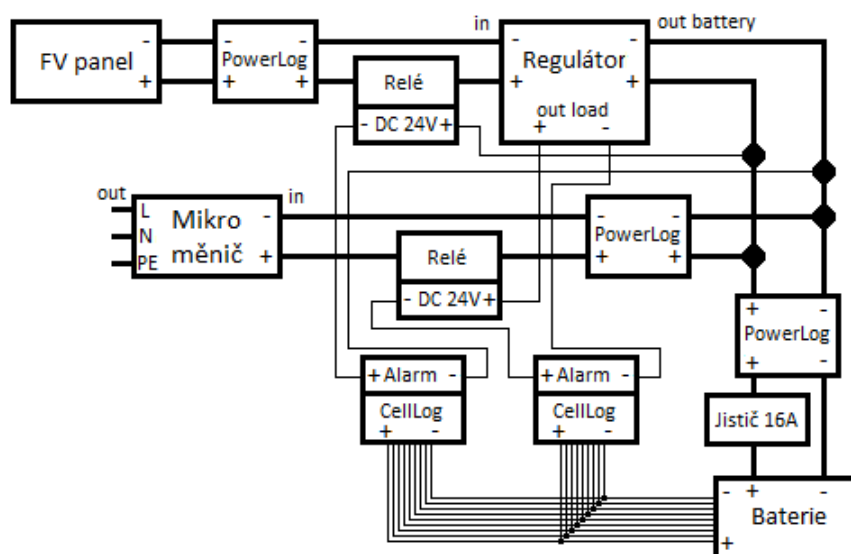 in
out battery
FV panel
-
+
- -
PowerLog
+ +
Relé
- DC 24V +
- -
Regulátor
+ +
out load
+ -
out
L
N
PE
Mikro
měnič
-
+
in
- -
PowerLog
+ +
Relé
- DC 24V +
+ -
PowerLog
+ -
+ Alarm -
CellLog
+ -
+ Alarm -
CellLog
+ -
Jistič 16A
- + -
Baterie
+